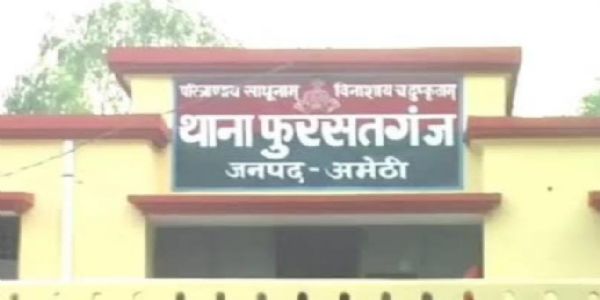 परित्राणाय साधूनाम् विनाशाय च दुष्कृताम्
थाना फुरसतगंज
जनपद - अमेठी